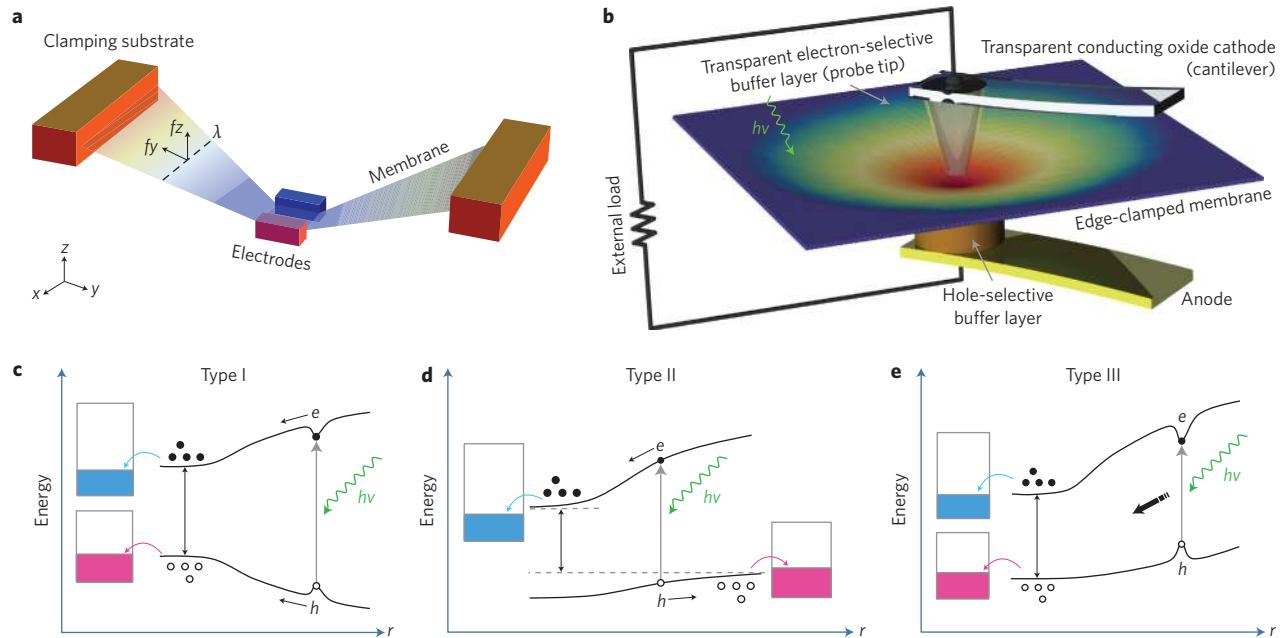 a
Clamping substrate
fz
fy
λ
Membrane
Electrodes
z
x
y
b
Transparent electron-selective
buffer layer (probe tip)
Transparent conducting oxide cathode
(cantilever)
hν
External load
Edge-clamped membrane
Hole-selective
buffer layer
Anode
c
Type I
Energy
e
hν
h
r
d
Type II
Energy
e
hν
h
r
e
Type III
Energy
e
hν
h
r